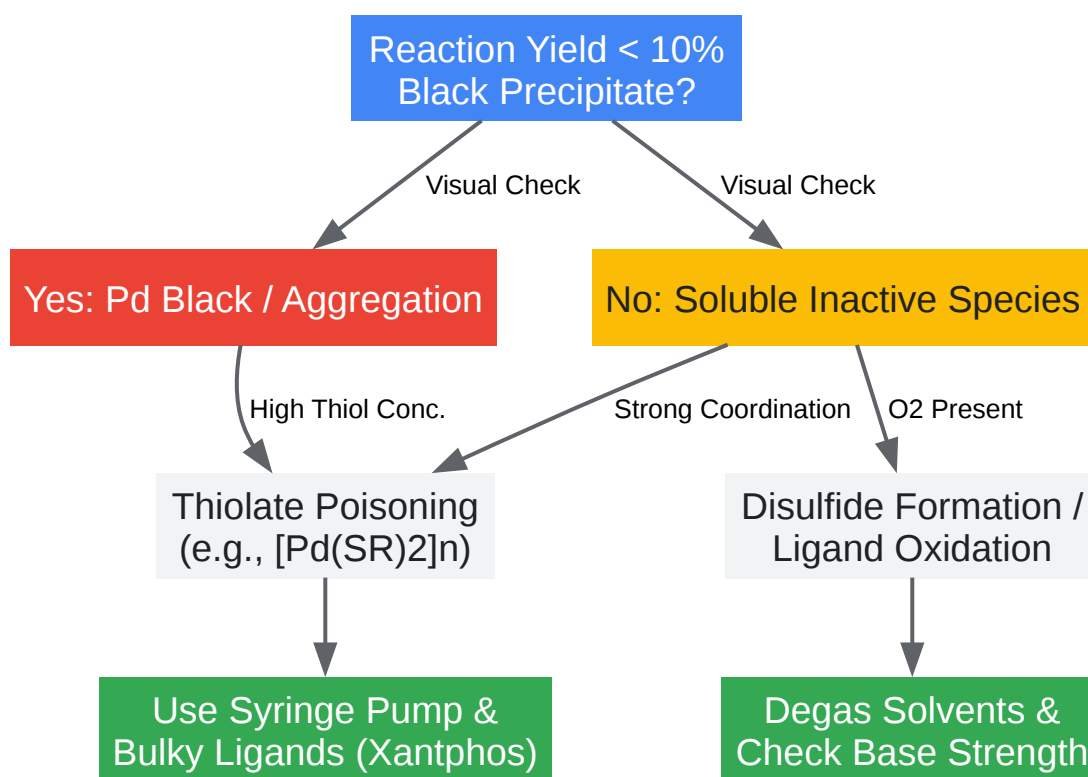 Reaction Yield < 10%
Black Precipitate?
Visual Check
Visual Check
Yes: Pd Black / Aggregation
No: Soluble Inactive Species
High Thiol Conc.
Strong Coordination
O2 Present
Thiolate Poisoning
(e.g., [Pd(SR)2]n)
Disulfide Formation /
Ligand Oxidation
Use Syringe Pump &
Bulky Ligands (Xantphos)
Degas Solvents &
Check Base Strength